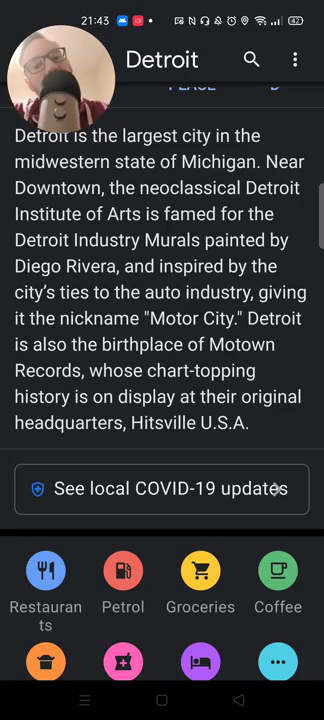 21:43
42
Detroit
Detroit is the largest city in the
midwestern state of Michigan. Near
Downtown, the neoclassical Detroit
Institute of Arts is famed for the
Detroit Industry Murals painted by
Diego Rivera, and inspired by the
city's ties to the auto industry, giving
it the nickname "Motor City." Detroit
is also the birthplace of Motown
Records, whose chart-topping
history is on display at their original
headquarters, Hitsville U.S.A.
See local COVID-19 updates
Restauran
ts
Petrol
Groceries
Coffee